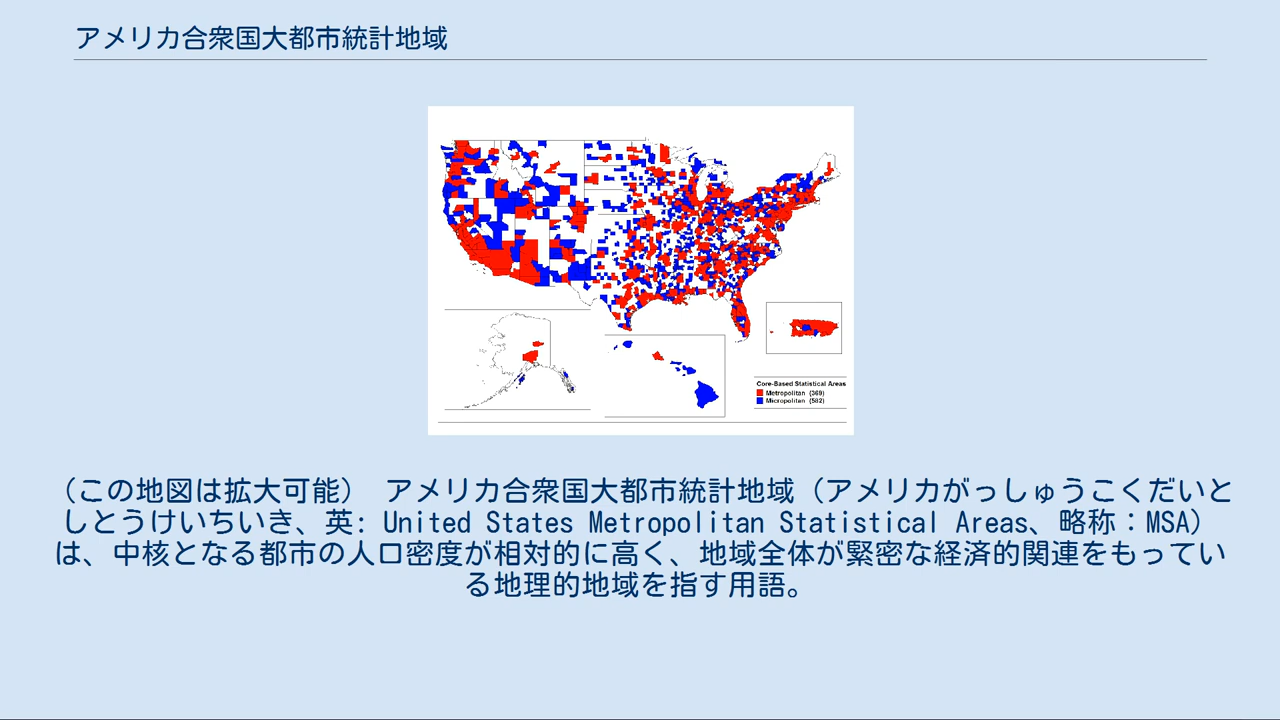 アメリカ合衆国大都市統計地域
Core-Based Statistical Areas
Metropolitan (369)
Micropolitan (582)
（この地図は拡大可能） アメリカ合衆国大都市統計地域（アメリカがっしゅうこくだいと
しとうけいちいき、英: United States Metropolitan Statistical Areas、略称：MSA）
は、中核となる都市の人口密度が相対的に高く、地域全体が緊密な経済的関連をもってい
る地理的地域を指す用語。